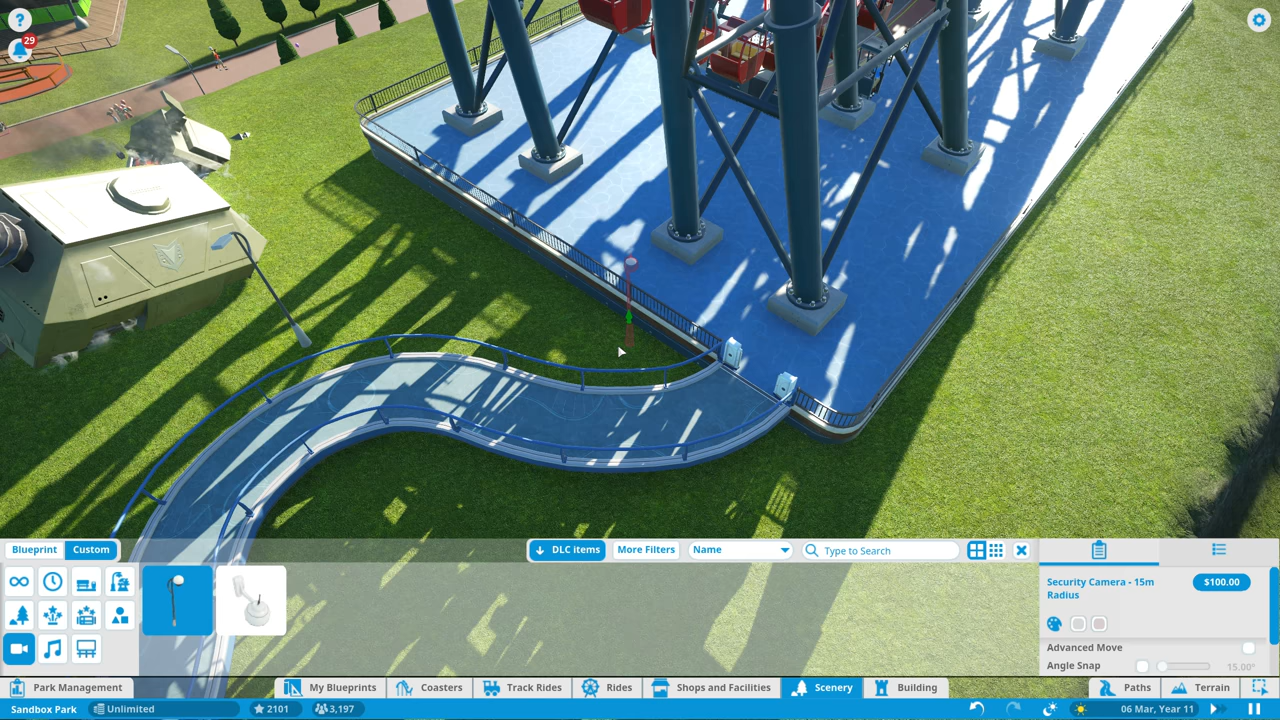 ?
29
Blueprint
Custom
DLC items
More Filters
Name
Type to Search
Security Camera - 15m
Radius
$100.00
Advanced Move
Angle Snap
15.00°
Park Management
My Blueprints
Coasters
Track Rides
Rides
Shops and Facilities
Scenery
Building
Paths
Terrain
Sandbox Park
Unlimited
2101
3,197
06 Mar, Year 11